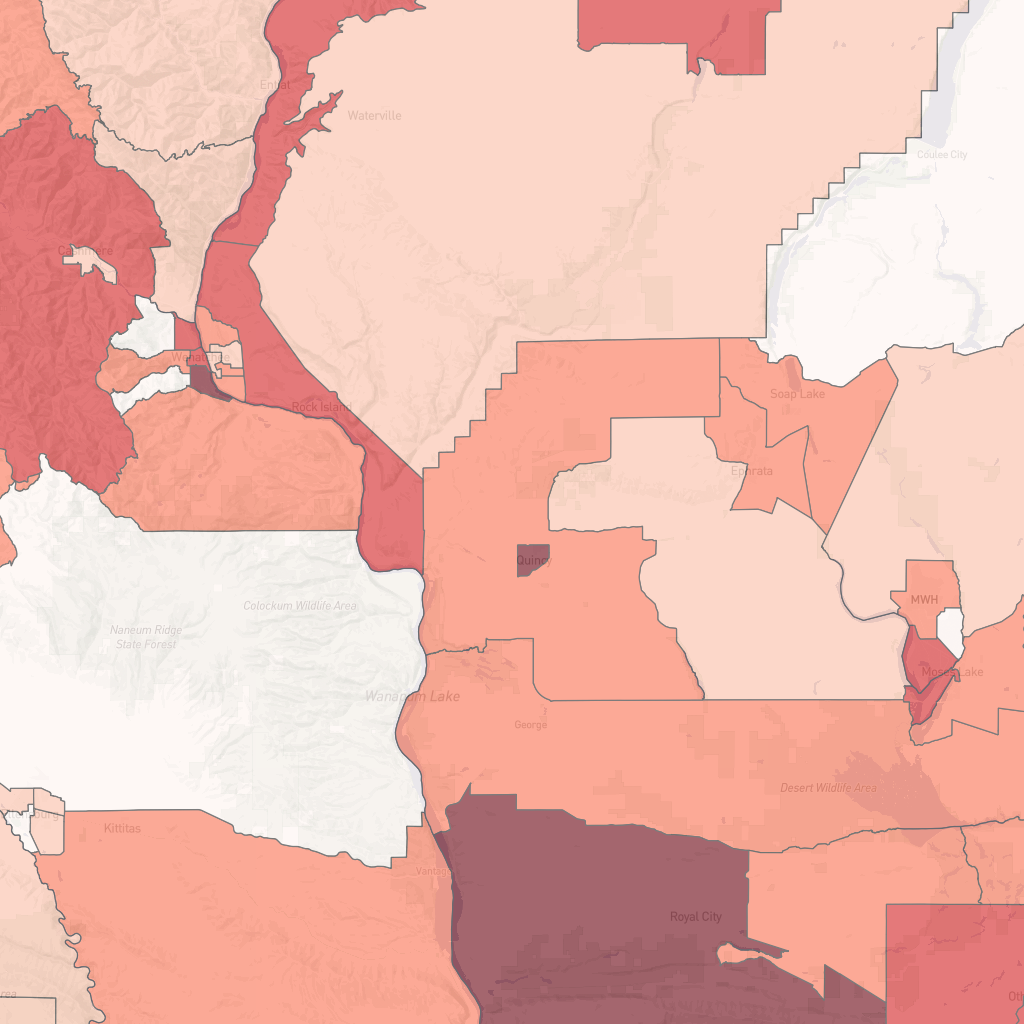 Entiat
Waterville
Coulee City
Cashmere
Wenatchee
Rock Island
Soap Lake
Ephrata
Quincy
MWH
Colockum Wildlife Area
Naneum Ridge
State Forest
Moses Lake
Wanapum Lake
George
Desert Wildlife Area
Kittitas
Vantage
Royal City